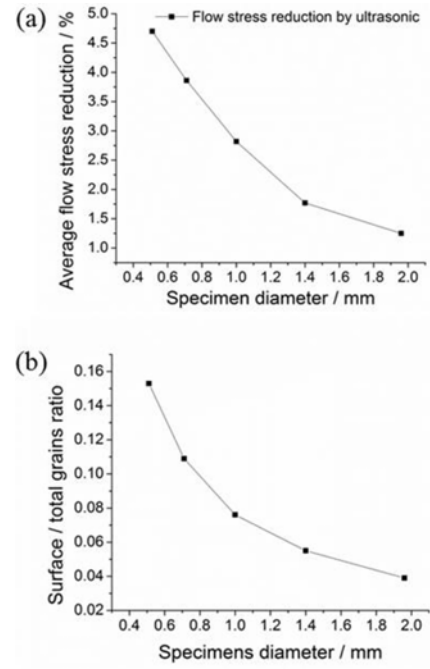 (a)
Flow stress reduction by ultrasonic
Average flow stress reduction / %
5.0
4.5
4.0
3.5
3.0
2.5
2.0
1.5
1.0
0.4 0.6 0.8 1.0 1.2 1.4 1.6 1.8 2.0
Specimen diameter / mm
(b)
Surface / total grains ratio
0.16
0.14
0.12
0.10
0.08
0.06
0.04
0.02
0.4 0.6 0.8 1.0 1.2 1.4 1.6 1.8 2.0
Specimens diameter / mm